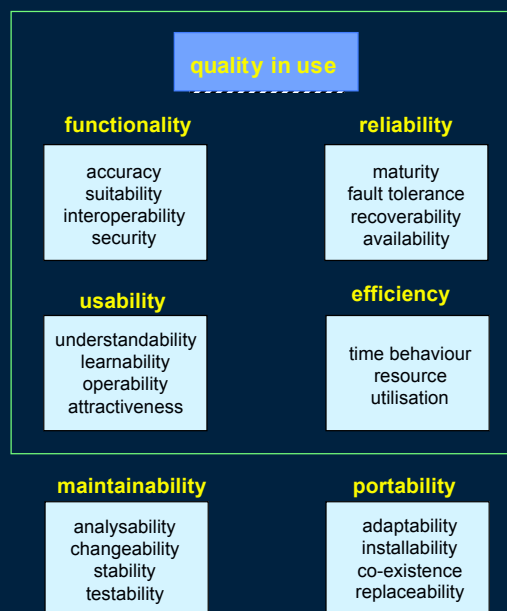 quality in use
functionality
accuracy
suitability
interoperability
security
reliability
maturity
fault tolerance
recoverability
availability
usability
understandability
learnability
operability
attractiveness
efficiency
time behaviour
resource
utilisation
maintainability
analysability
changeability
stability
testability
portability
adaptability
installability
co-existence
replaceability